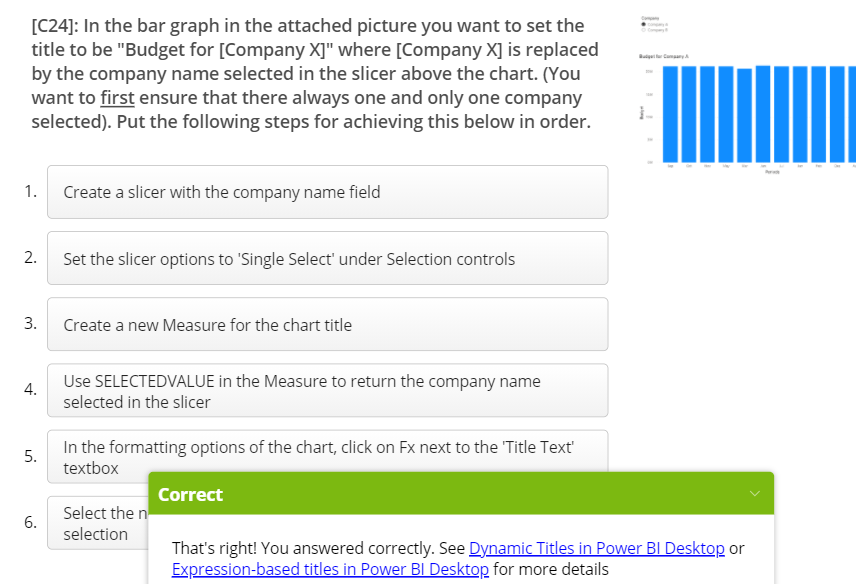 [C24]: In the bar graph in the attached picture you want to set the
title to be "Budget for [Company X]" where [Company X] is replaced
by the company name selected in the slicer above the chart. (You
want to first ensure that there always one and only one company
selected). Put the following steps for achieving this below in order.
1. Create a slicer with the company name field
2. Set the slicer options to 'Single Select' under Selection controls
3. Create a new Measure for the chart title
4. Use SELECTEDVALUE in the Measure to return the company name
selected in the slicer
5. In the formatting options of the chart, click on Fx next to the 'Title Text'
textbox
6. Select the n
selection
Correct
That's right! You answered correctly. See Dynamic Titles in Power BI Desktop or
Expression-based titles in Power BI Desktop for more details
Company
Company A
Company B
Budget for Company A